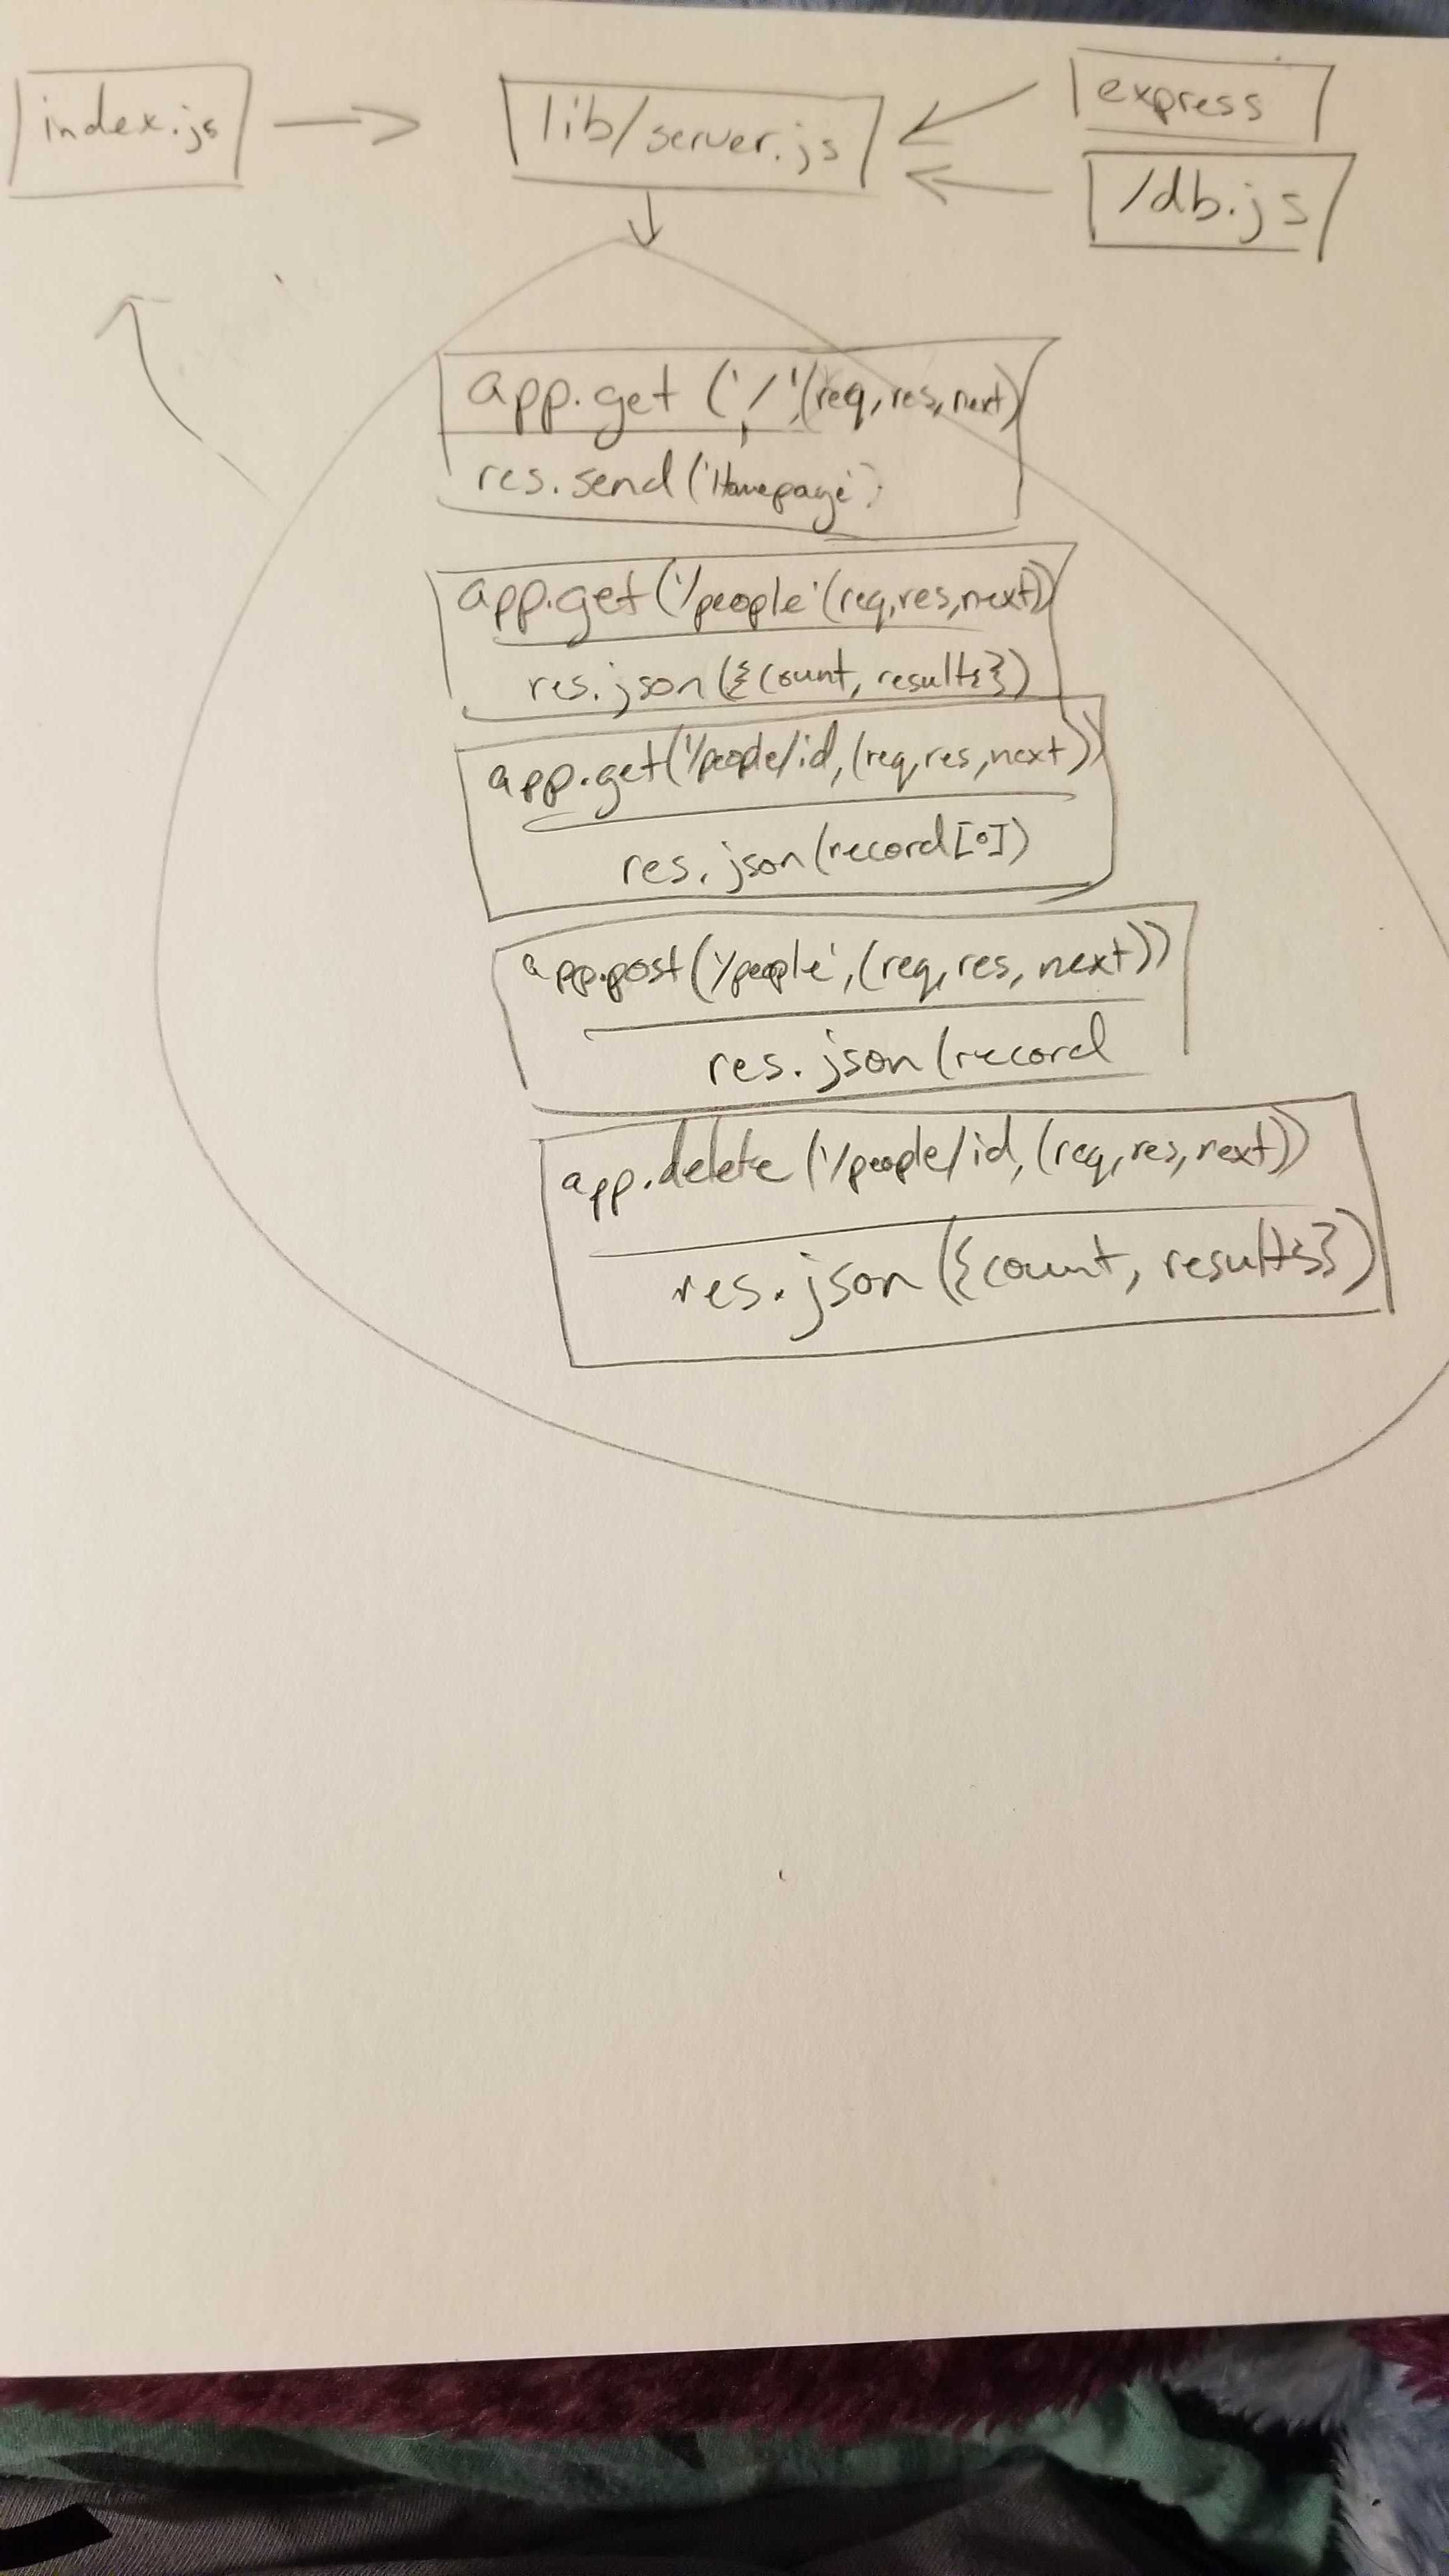 index.js
lib/server.js
express
/db.js
app.get ('/',(req,res,next)
res.send ('Homepage')
app.get('/people'(req,res,next))
res.json({count, results})
app.get('/people/id,(req,res,next))
res.json(record[0])
app.post('/people',(req,res,next))
res.json(record
app.delete('/people/id,(req,res,next))
res.json({count, results})